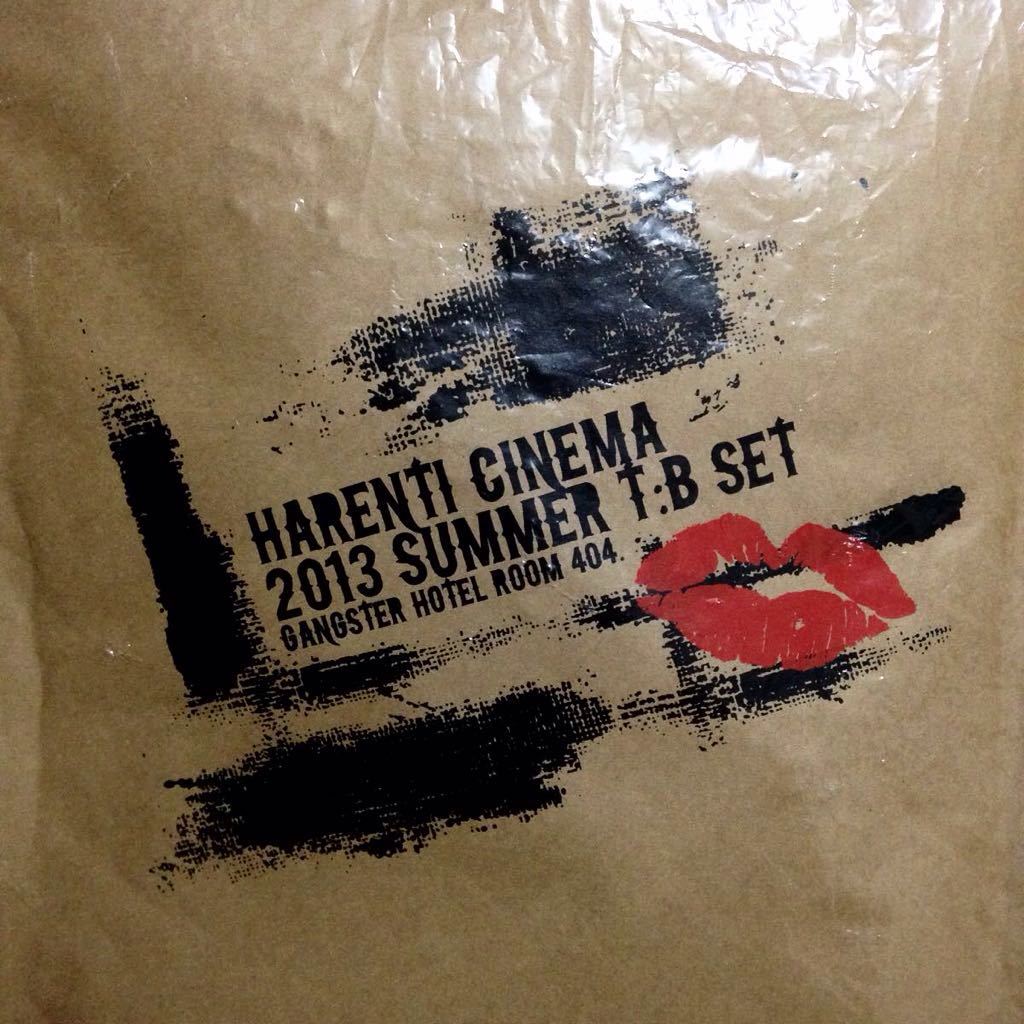 HARENTI CINEMA
2013 SUMMER T:B SET
GANGSTER HOTEL ROOM 404.